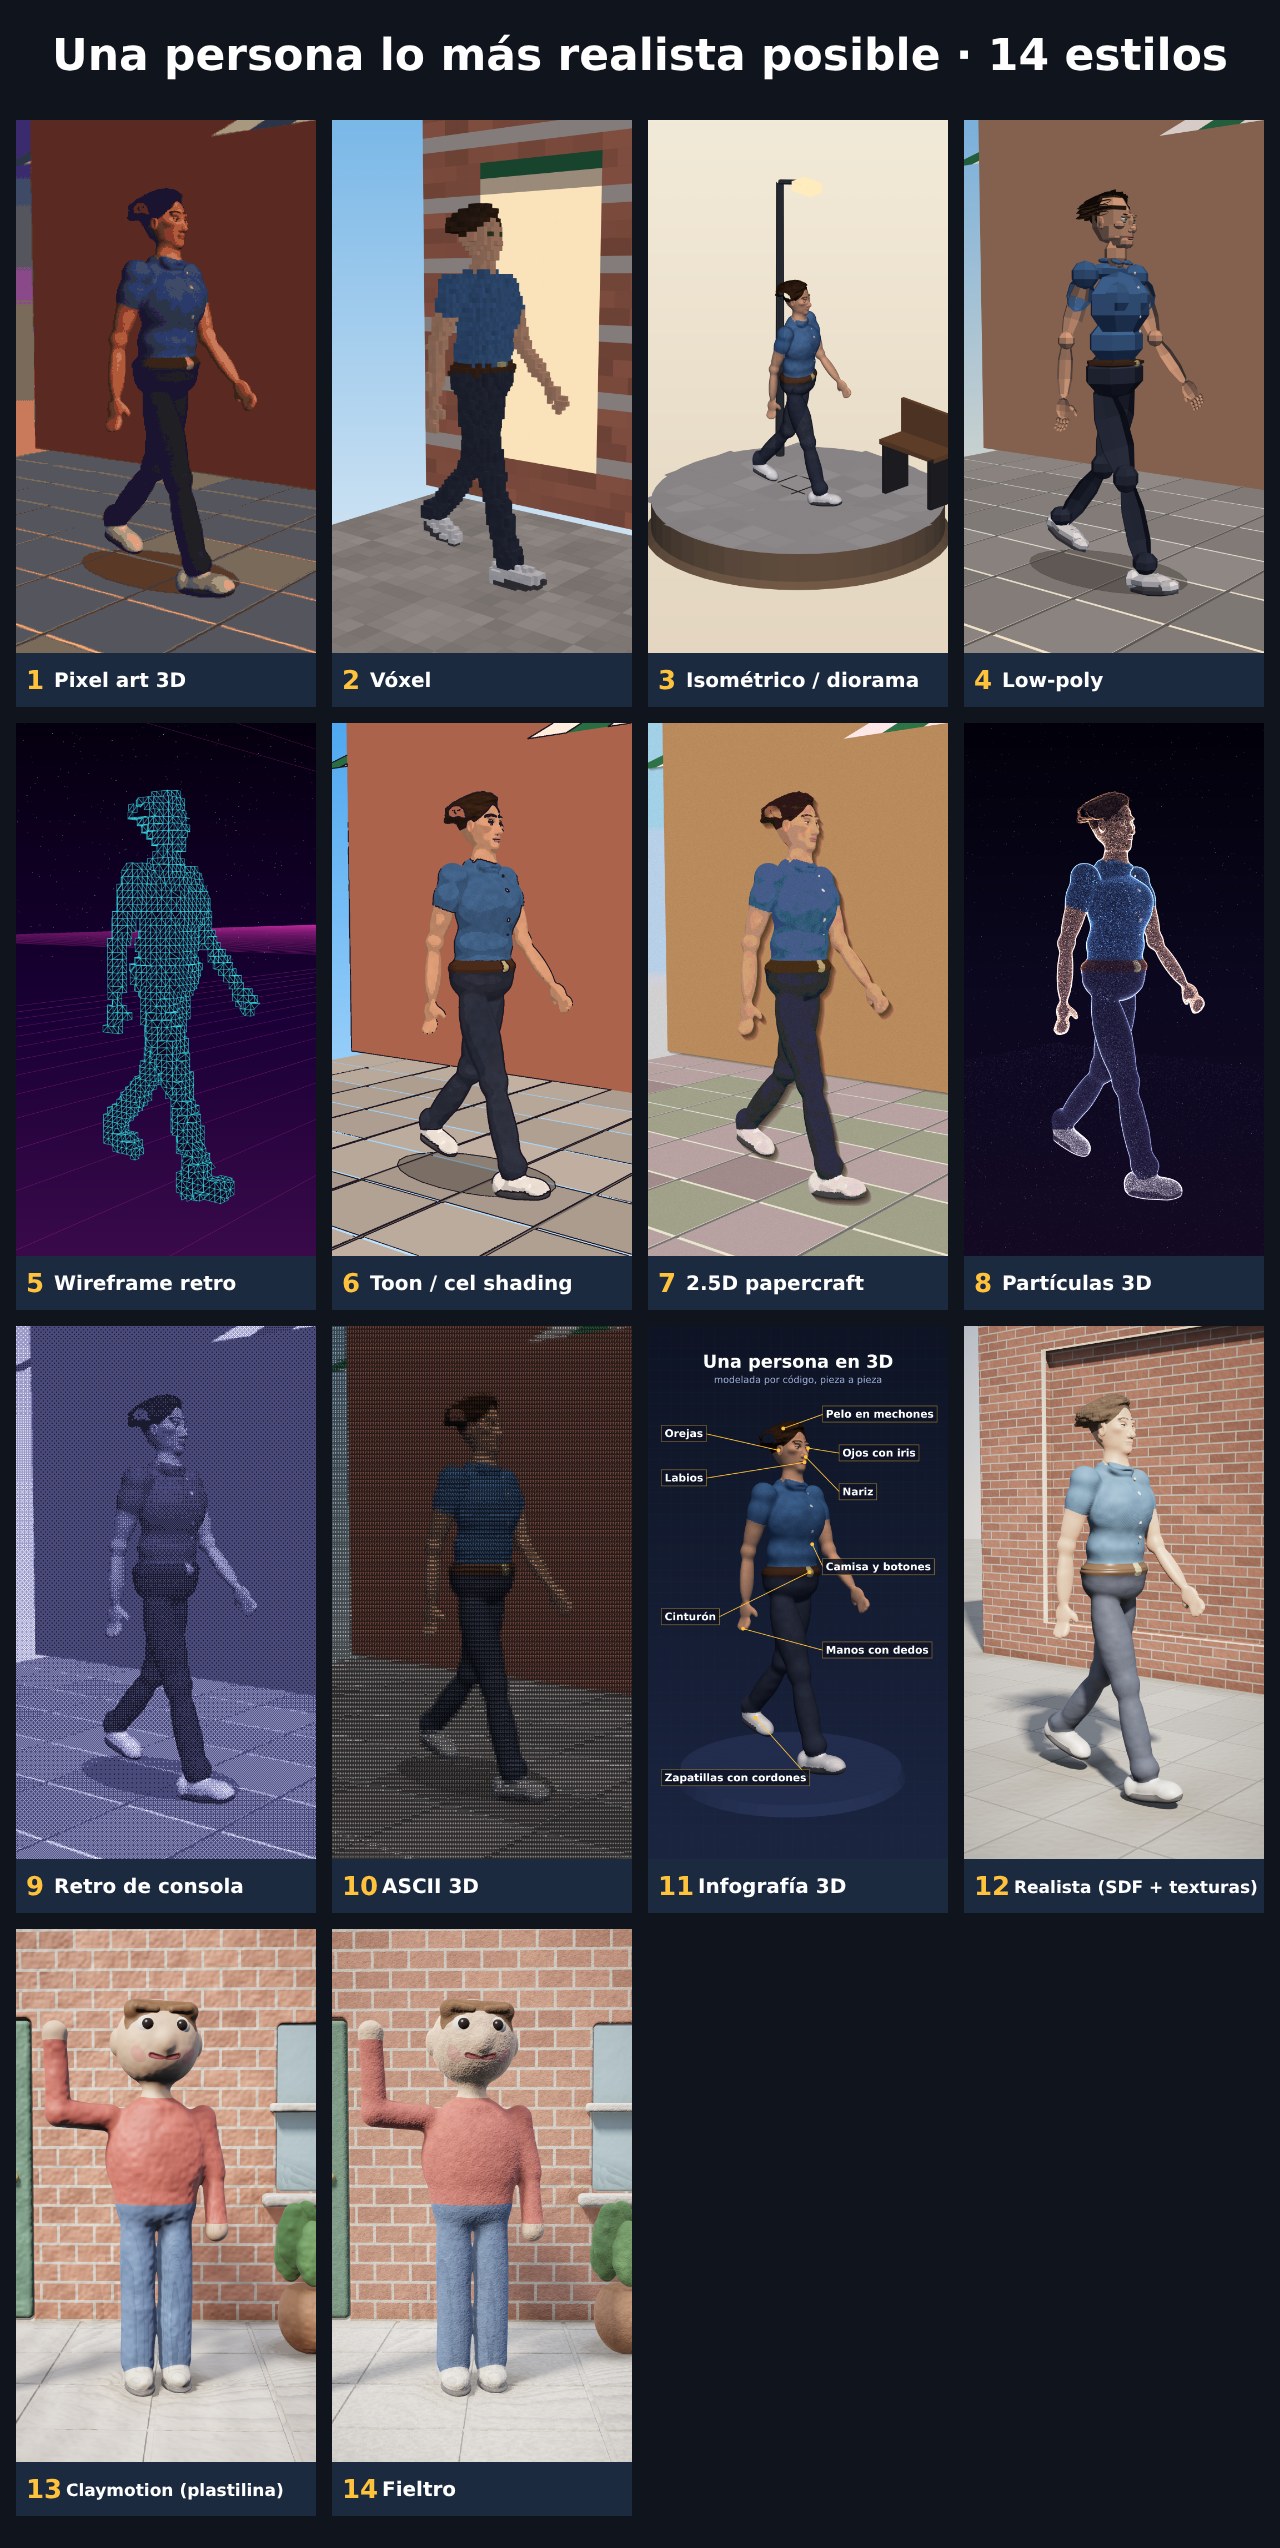 Una persona lo más realista posible · 14 estilos
1 Pixel art 3D
2 Vóxel
3 Isométrico / diorama
4 Low-poly
5 Wireframe retro
6 Toon / cel shading
7 2.5D papercraft
8 Partículas 3D
Una persona en 3D
modelada por código, pieza a pieza
Pelo en mechones
Orejas
Ojos con iris
Labios
Nariz
Camisa y botones
Cinturón
Manos con dedos
Zapatillas con cordones
9 Retro de consola
10 ASCII 3D
11 Infografía 3D
12 Realista (SDF + texturas)
13 Claymotion (plastilina)
14 Fieltro